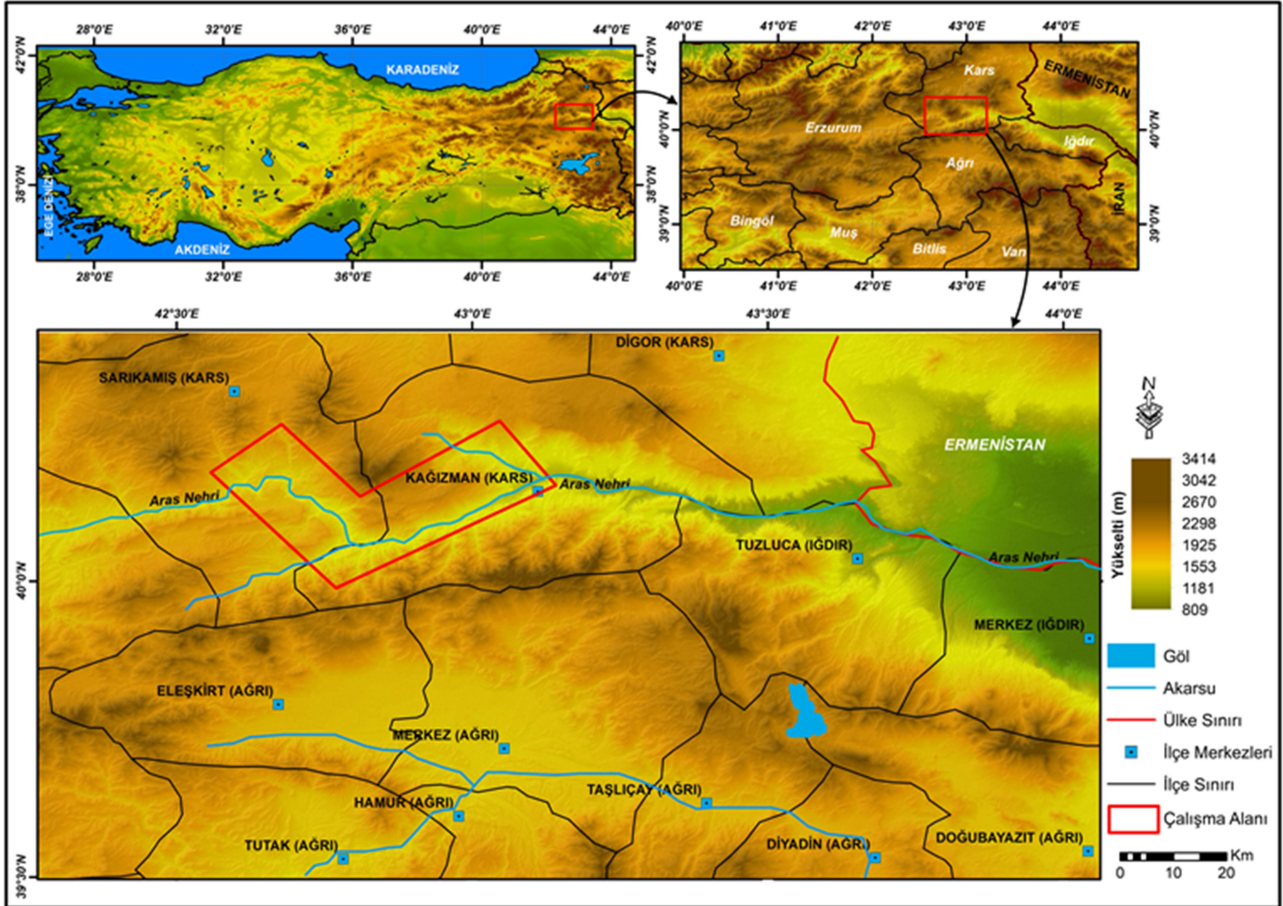 28°0'E 32°0'E 36°0'E 40°0'E 44°0'E
42°0'N
38°0'N
KARADENİZ
EGE DENİZİ
AKDENİZ
42°0'N
38°0'N
28°0'E 32°0'E 36°0'E 40°0'E 44°0'E
40°0'E 41°0'E 42°0'E 43°0'E 44°0'E
40°0'N
39°0'N
Kars
ERMENİSTAN
Erzurum
Iğdır
Ağrı
İRAN
Bingöl
Muş
Bitlis
Van
40°0'N
39°0'N
40°0'E 41°0'E 42°0'E 43°0'E 44°0'E
42°30'E 43°0'E 43°30'E 44°0'E
DİGOR (KARS)
SARIKAMIŞ (KARS)
ERMENİSTAN
KAĞIZMAN (KARS)
Aras Nehri
Aras Nehri
TUZLUCA (IĞDIR)
Aras Nehri
40°0'N
MERKEZ (IĞDIR)
ELEŞKİRT (AĞRI)
MERKEZ (AĞRI)
TAŞLIÇAY (AĞRI)
HAMUR (AĞRI)
TUTAK (AĞRI)
DİYADİN (AĞRI)
DOĞUBAYAZIT (AĞRI)
39°30'N
N
Yükselti (m)
3414
3042
2670
2298
1925
1553
1181
809
Göl
Akarsu
Ülke Sınırı
İlçe Merkezleri
İlçe Sınırı
Çalışma Alanı
Km
0 10 20